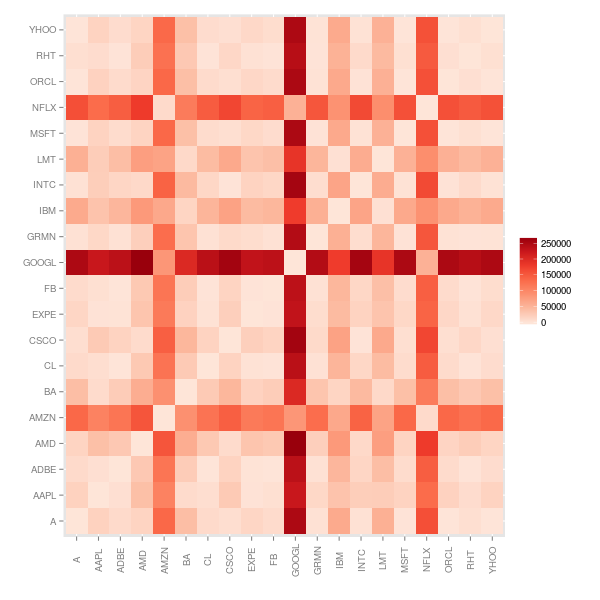 YHOO
RHT
ORCL
NFLX
MSFT
LMT
INTC
IBM
GRMN
GOOGL
FB
EXPE
CSCO
CL
BA
AMZN
AMD
ADBE
AAPL
A
250000
200000
150000
100000
50000
0
A AAPL ADBE AMD AMZN BA CL CSCO EXPE FB GOOGL GRMN IBM INTC LMT MSFT NFLX ORCL RHT YHOO